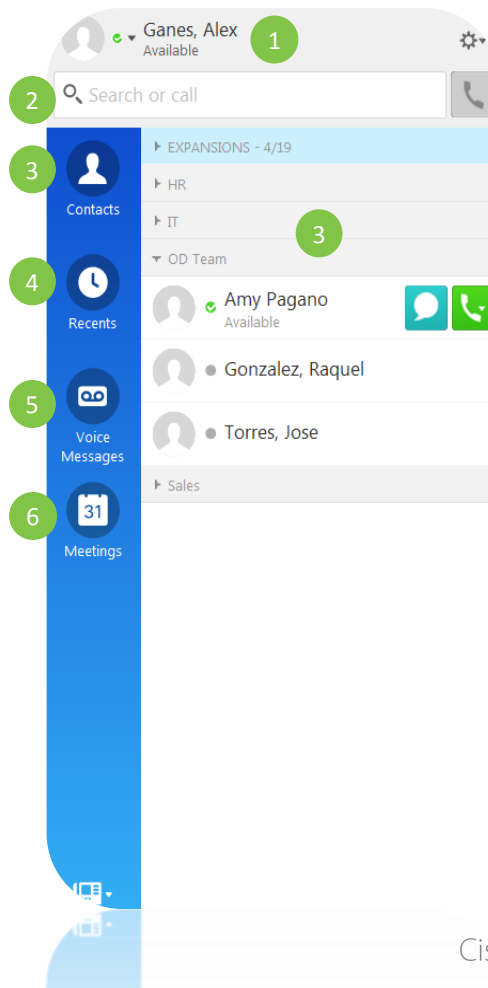 Ganes, Alex
1
Available
2
Search or call
3
Contacts
EXPANSIONS - 4/19
HR
IT
3
OD Team
4
Recents
Amy Pagano
Available
Gonzalez, Raquel
5
Voice
Messages
Torres, Jose
Sales
6
31
Meetings
Cis